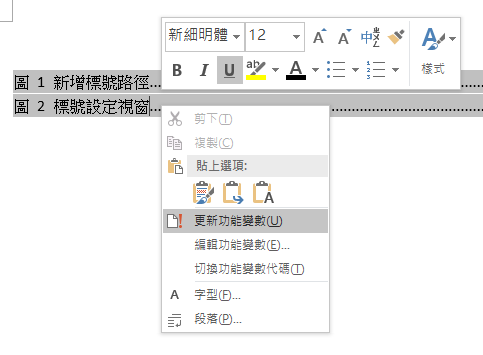 新細明體 12
B I U aby A
樣式
圖 1 新增標號路徑
圖 2 標號設定視窗
剪下(T)
複製(C)
貼上選項:
更新功能變數(U)
編輯功能變數(E)...
切換功能變數代碼(T)
A 字型(F)...
段落(P)...